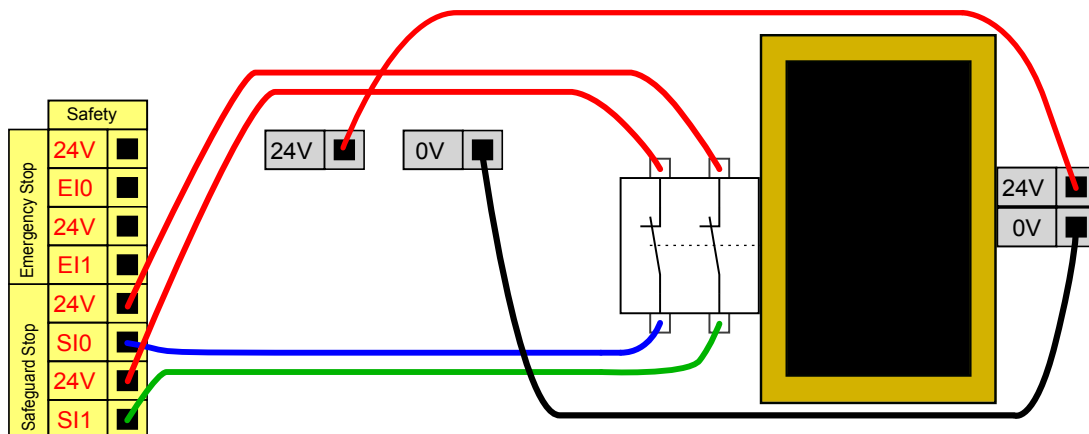 Safety
Emergency Stop
24V
EI0
24V
EI1
Safeguard Stop
24V
SI0
24V
SI1
24V
0V
24V
0V